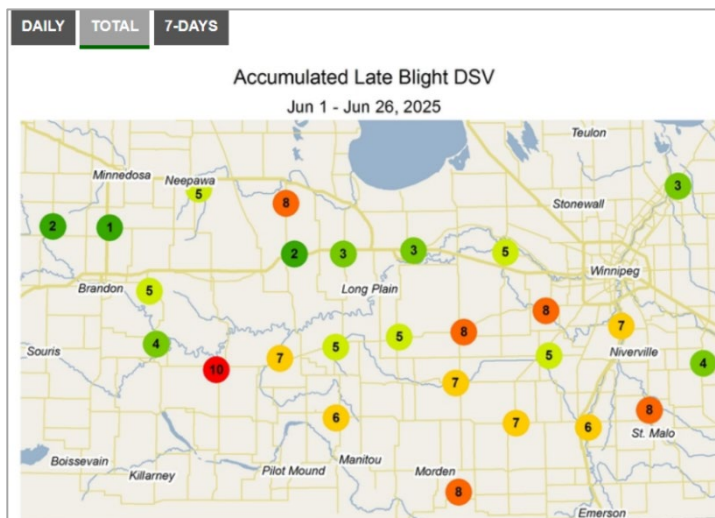 DAILY TOTAL 7-DAYS
Accumulated Late Blight DSV
Jun 1 - Jun 26, 2025
Teulon
Minnedosa
Neepawa
3
5
8
Stonewall
2
1
2
3
3
5
Winnipeg
Brandon
5
Long Plain
8
7
8
5
4
5
Souris
7
5
Niverville
4
10
7
8
6
7
6
St. Malo
Boissevain
Killarney
Pilot Mound
Manitou
Morden
8
Emerson